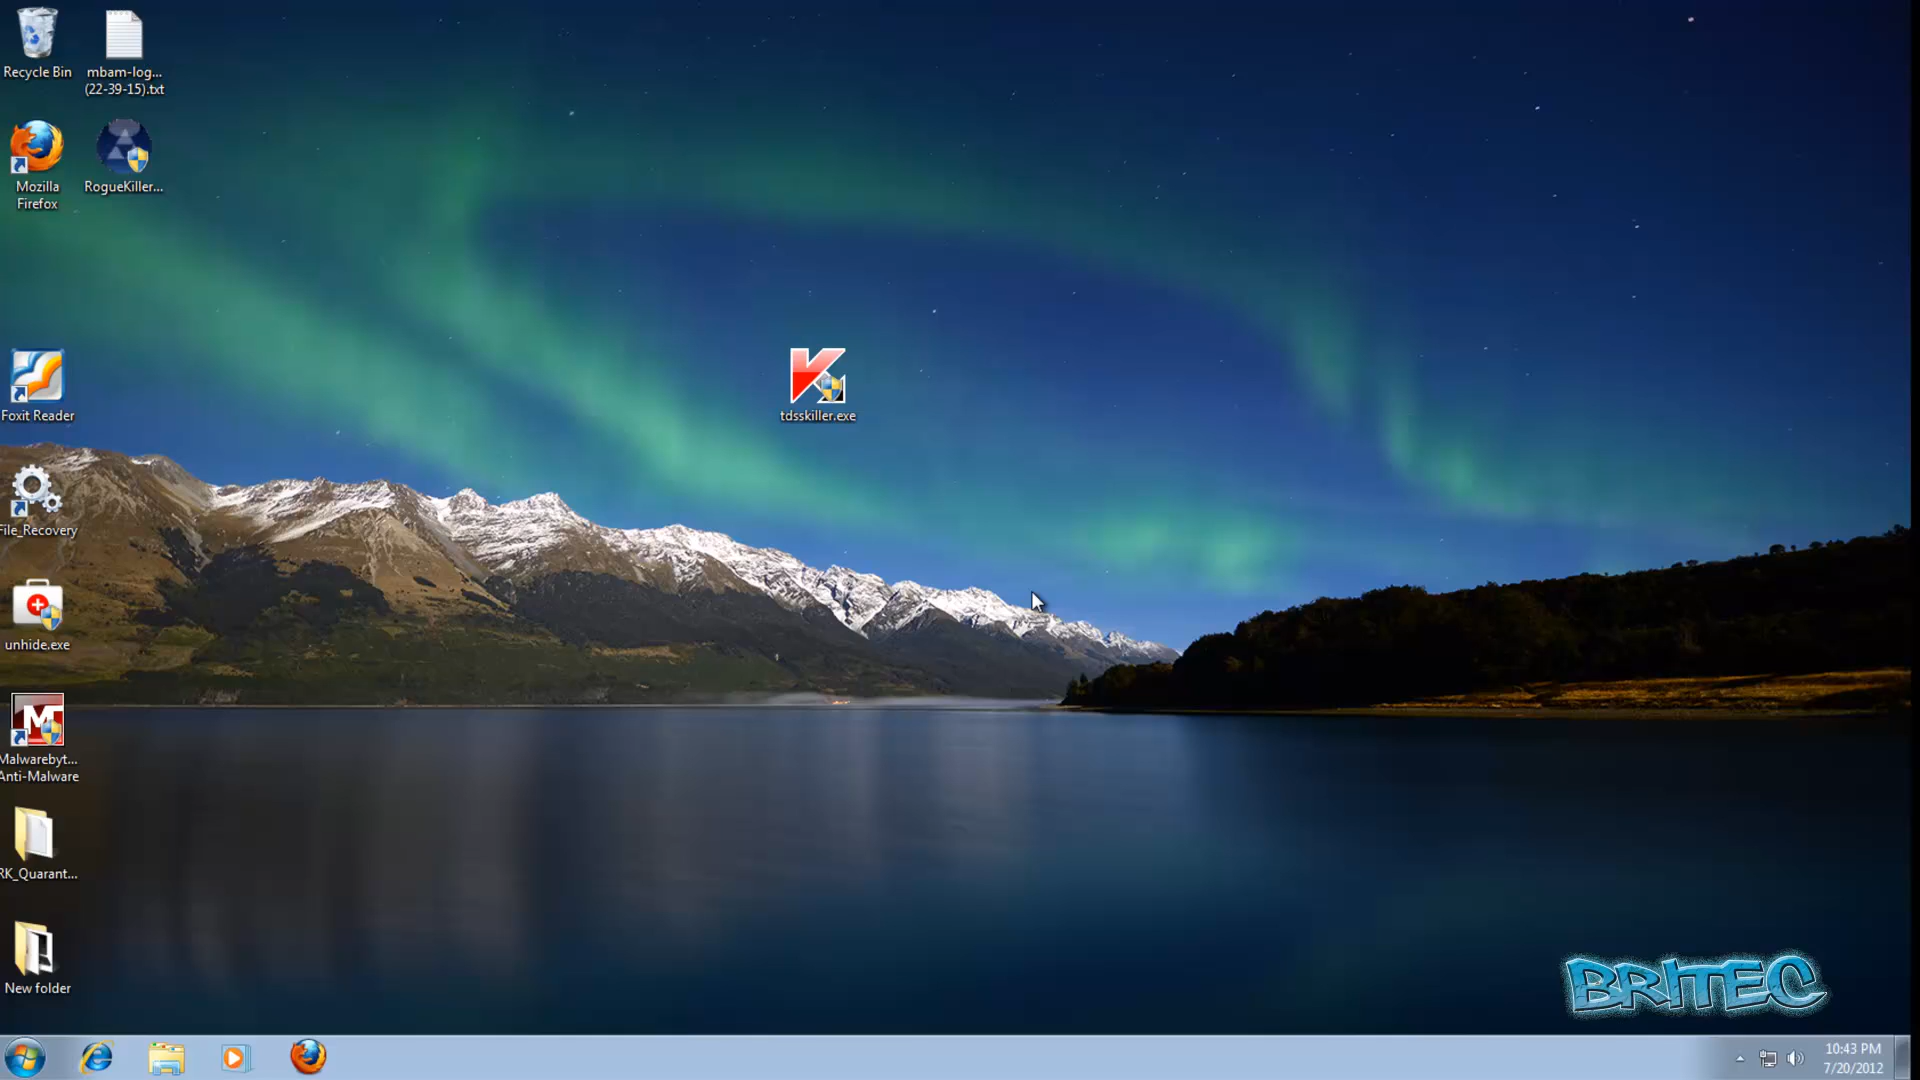 Recycle Bin
mbam-log...
(22-39-15).txt
Mozilla
Firefox
RogueKiller...
Foxit Reader
tdsskiller.exe
File_Recovery
unhide.exe
Malwarebyt...
Anti-Malware
RK_Quarant...
New folder
BRITEC
10:43 PM
7/20/2012